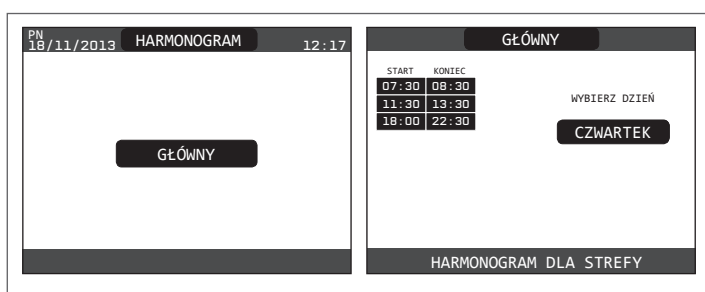 PN
18/11/2013 HARMONOGRAM 12:17
GŁÓWNY
GŁÓWNY
START KONIEC
07:30 08:30
11:30 13:30
18:00 22:30
WYBIERZ DZIEŃ
CZWARTEK
HARMONOGRAM DLA STREFY